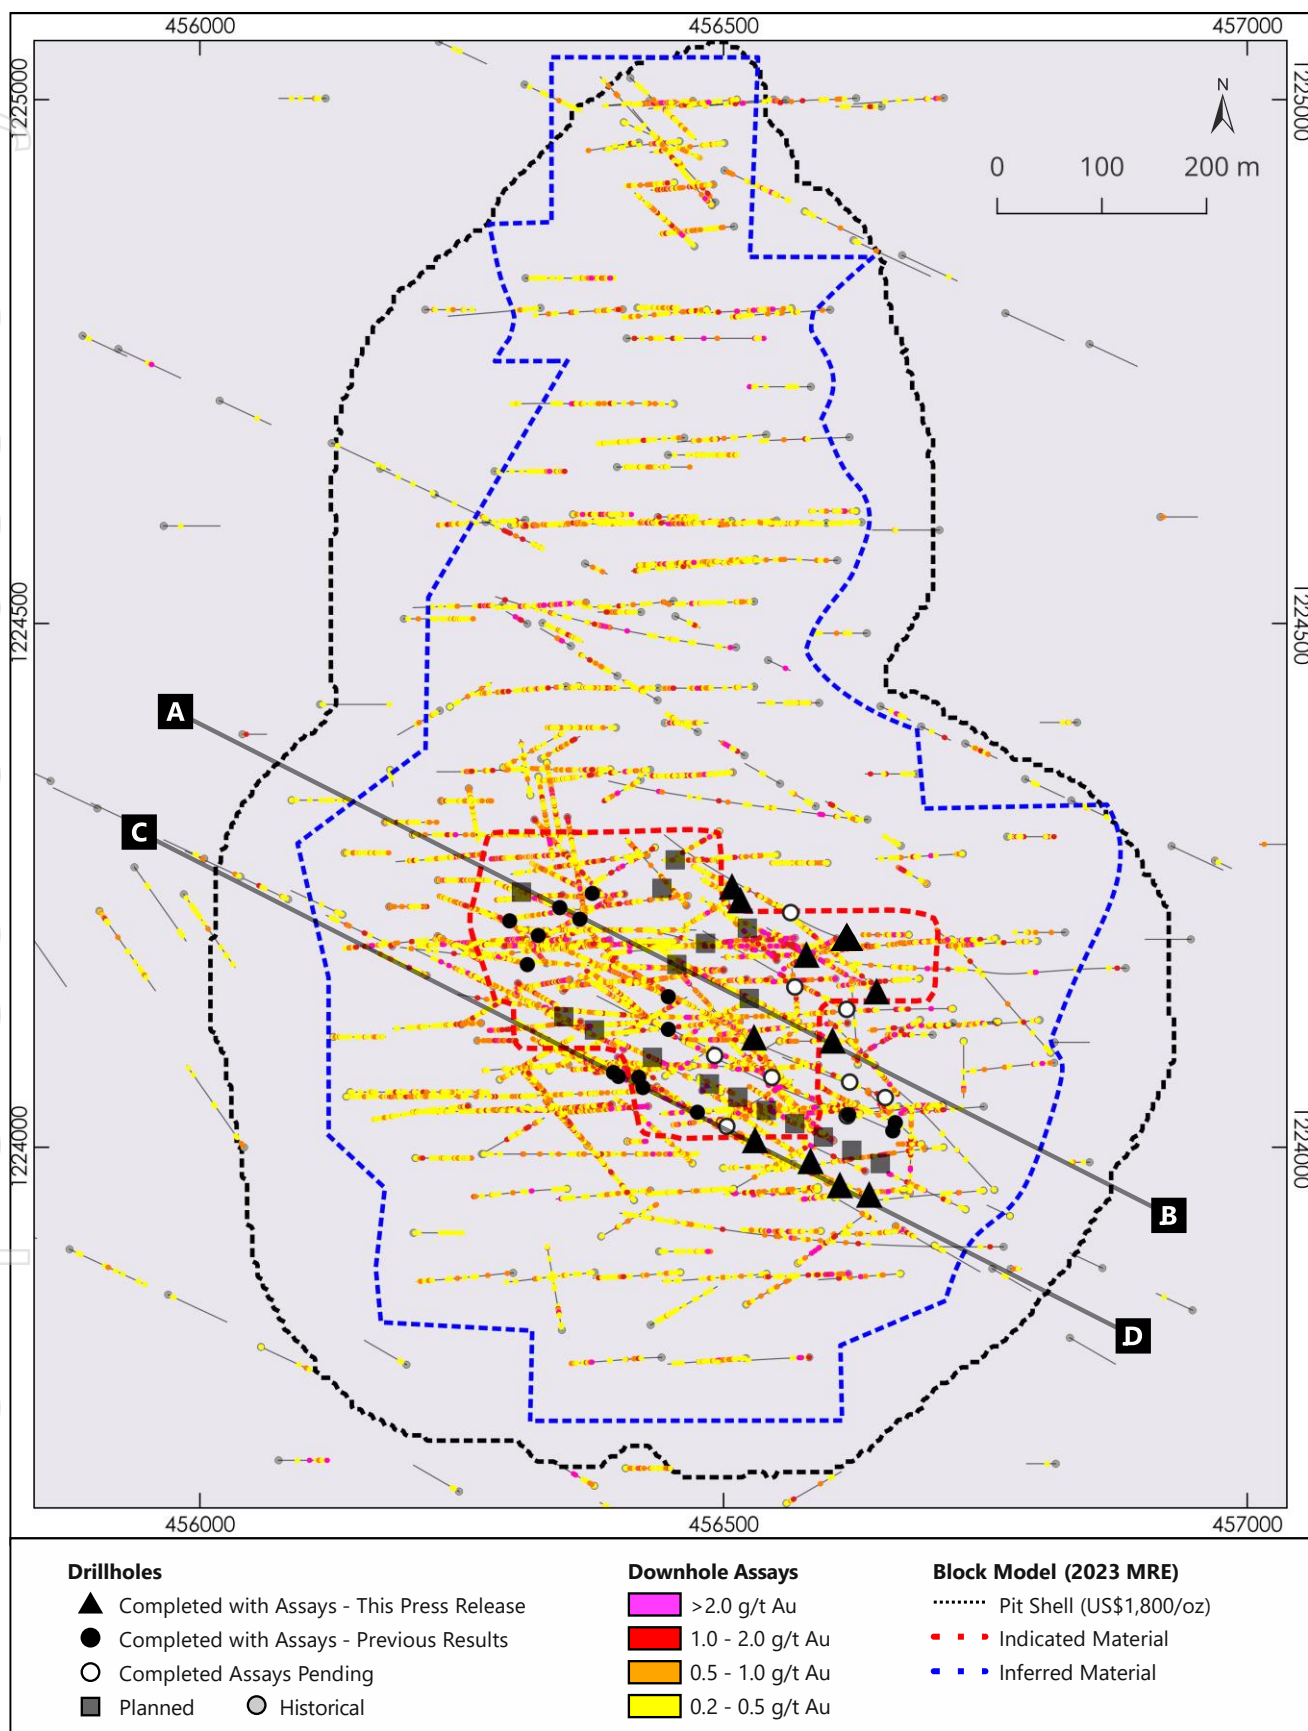 456000 456500 457000
1225000 1225000
N
0 100 200 m
1224500 1224500
A
C
1224000 1224000
B
D
456000 456500 457000
Drillholes
Completed with Assays - This Press Release
Completed with Assays - Previous Results
Completed Assays Pending
Planned Historical
Downhole Assays
>2.0 g/t Au
1.0 - 2.0 g/t Au
0.5 - 1.0 g/t Au
0.2 - 0.5 g/t Au
Block Model (2023 MRE)
Pit Shell (US$1,800/oz)
Indicated Material
Inferred Material